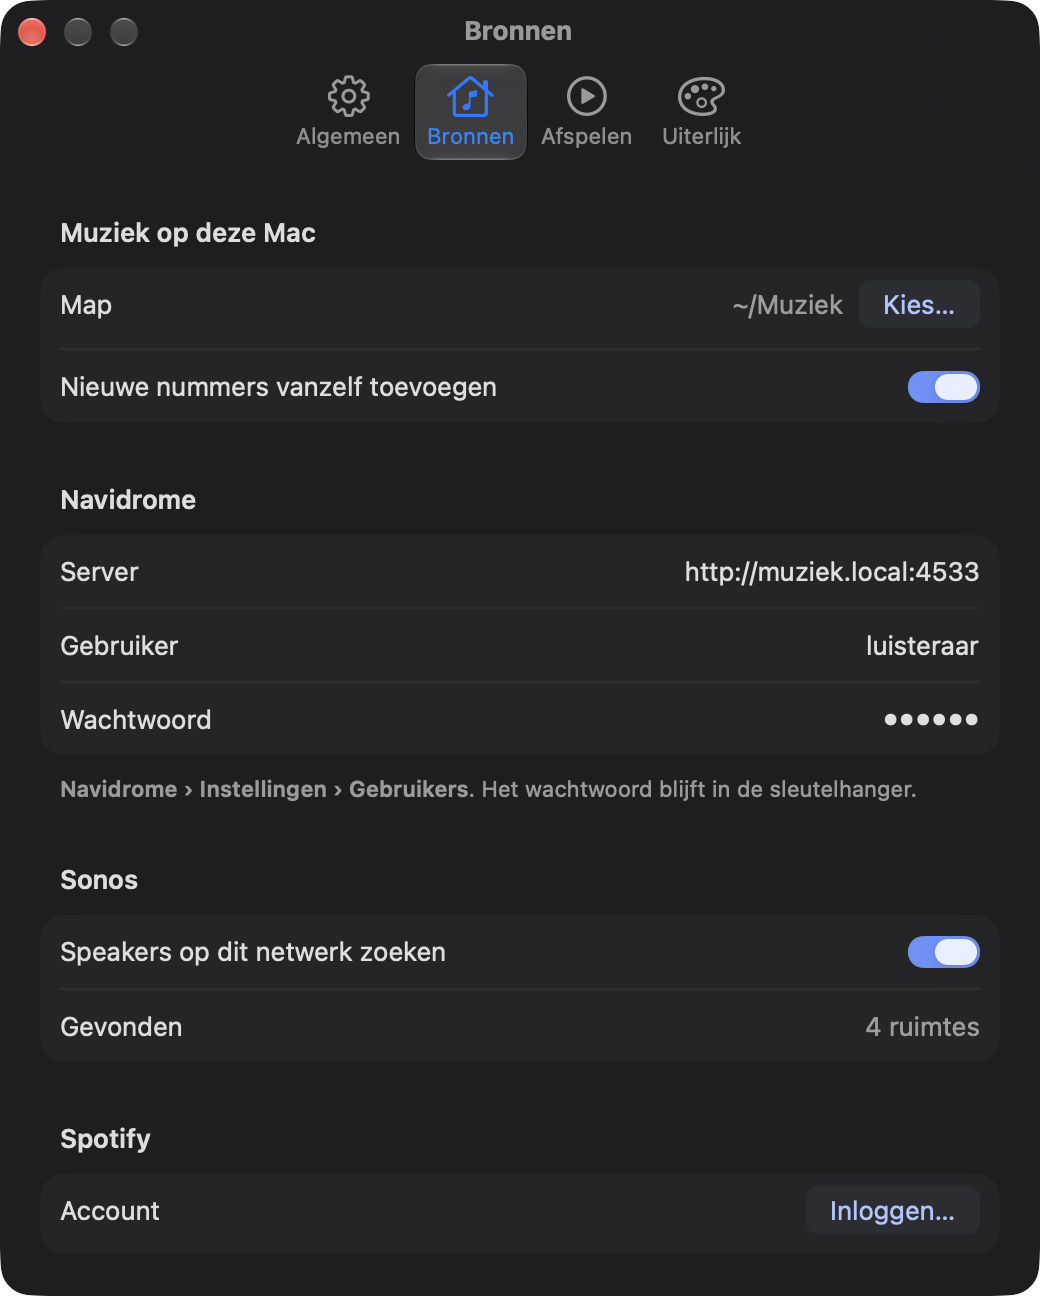 Bronnen
Algemeen
Bronnen
Afspelen
Uiterlijk
Muziek op deze Mac
Map
~/Muziek
Kies...
Nieuwe nummers vanzelf toevoegen
Navidrome
Server
http://muziek.local:4533
Gebruiker
luisteraar
Wachtwoord
••••••
Navidrome › Instellingen › Gebruikers. Het wachtwoord blijft in de sleutelhanger.
Sonos
Speakers op dit netwerk zoeken
Gevonden
4 ruimtes
Spotify
Account
Inloggen...